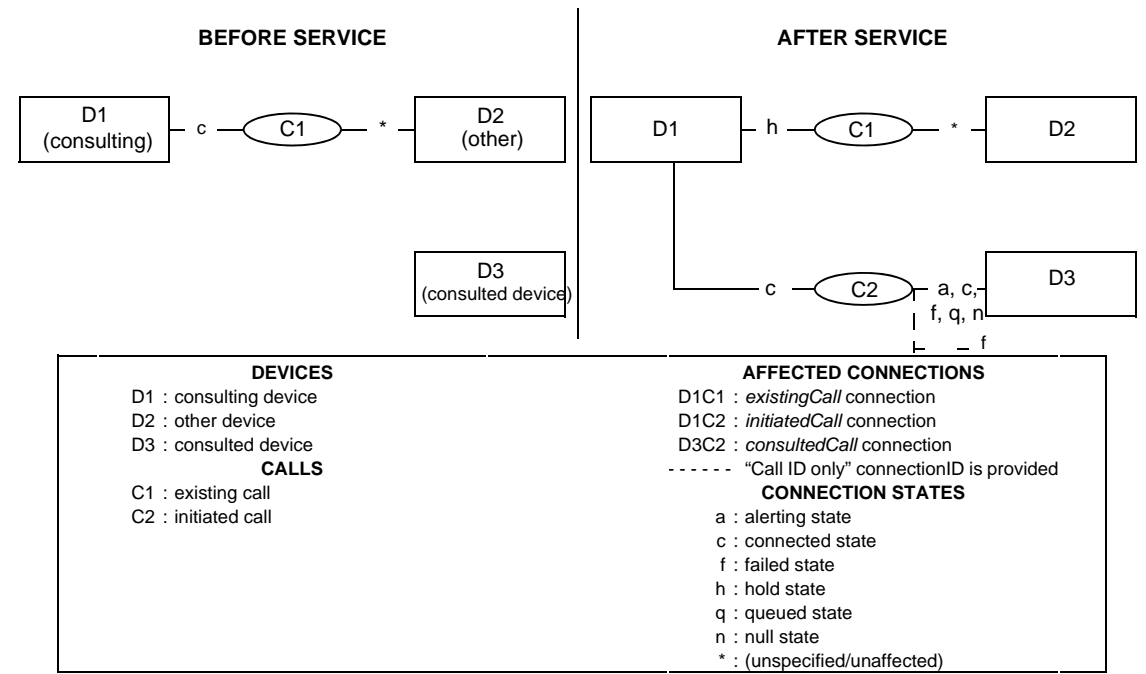 BEFORE SERVICE
AFTER SERVICE
D1
(consulting)
c
C1
*
D2
(other)
D1
h
C1
*
D2
D3
(consulted device)
c
C2
a, c,
f, q, n
D3
f
DEVICES
D1 : consulting device
D2 : other device
D3 : consulted device
CALLS
C1 : existing call
C2 : initiated call
AFFECTED CONNECTIONS
D1C1 : existingCall connection
D1C2 : initiatedCall connection
D3C2 : consultedCall connection
- - - - - - “Call ID only” connectionID is provided
CONNECTION STATES
a : alerting state
c : connected state
f : failed state
h : hold state
q : queued state
n : null state
* : (unspecified/unaffected)